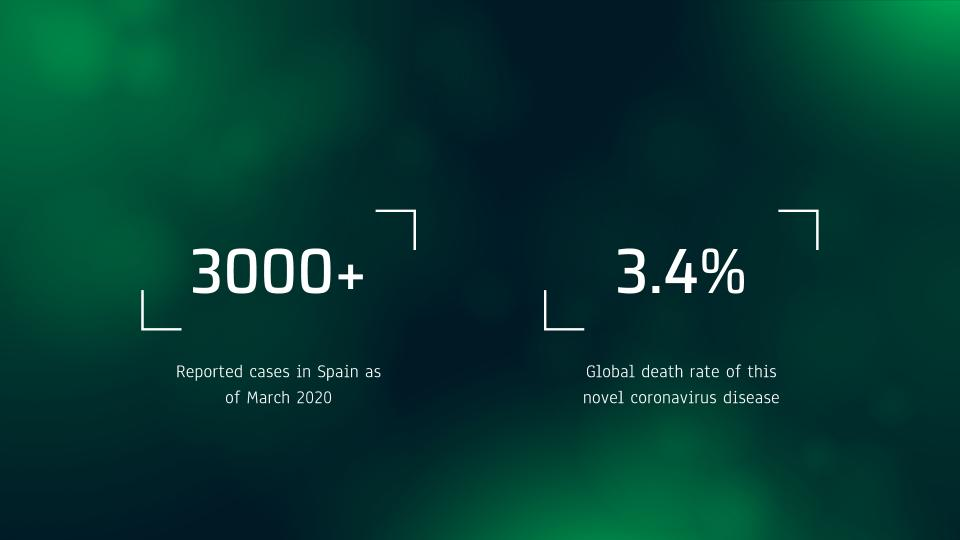 3000+
Reported cases in Spain as
of March 2020
3.4%
Global death rate of this
novel coronavirus disease